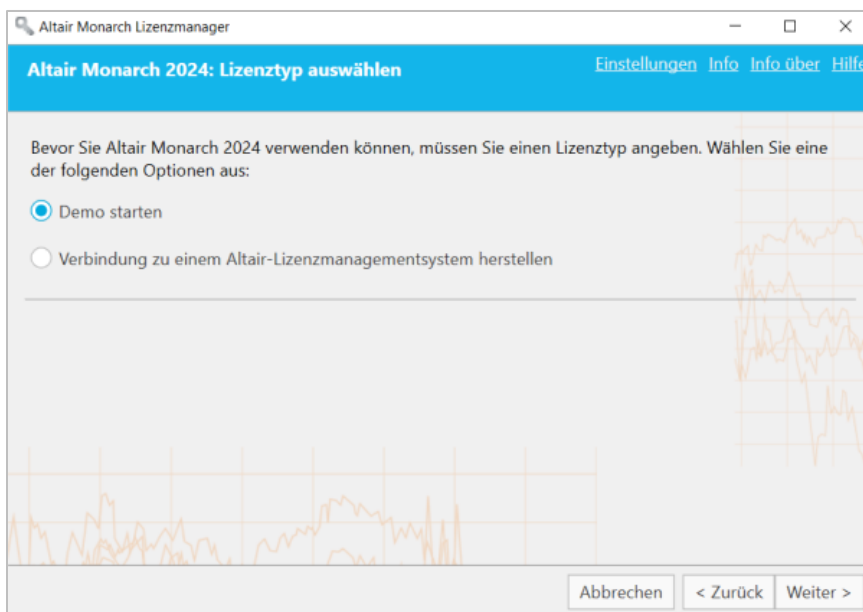 Altair Monarch Lizenzmanager
Altair Monarch 2024: Lizenztyp auswählen
Einstellungen Info Info über Hilfe
Bevor Sie Altair Monarch 2024 verwenden können, müssen Sie einen Lizenztyp angeben. Wählen Sie eine
der folgenden Optionen aus:
Demo starten
Verbindung zu einem Altair-Lizenzmanagementsystem herstellen
Abbrechen < Zurück Weiter >